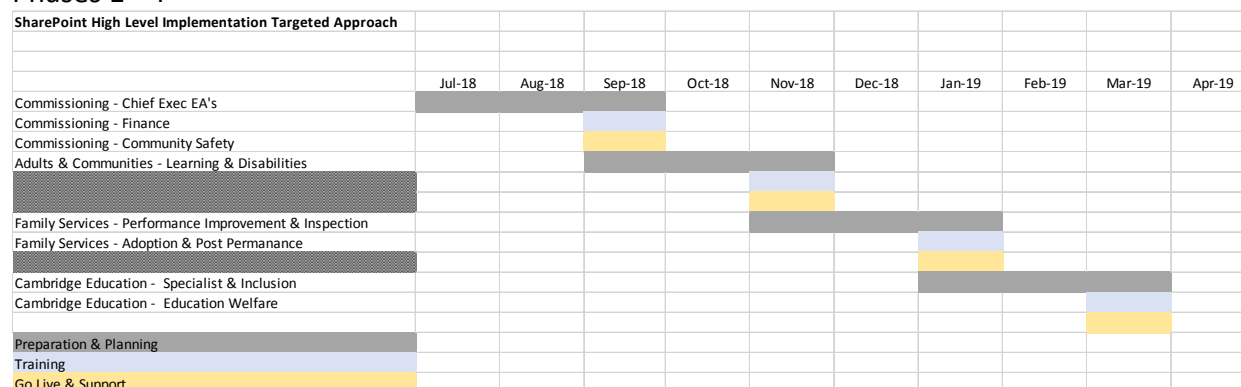 SharePoint High Level Implementation Targeted Approach
Jul-18 Aug-18 Sep-18 Oct-18 Nov-18 Dec-18 Jan-19 Feb-19 Mar-19 Apr-19
Commissioning - Chief Exec EA's
Commissioning - Finance
Commissioning - Community Safety
Adults & Communities - Learning & Disabilities
Family Services - Performance Improvement & Inspection
Family Services - Adoption & Post Permanance
Cambridge Education - Specialist & Inclusion
Cambridge Education - Education Welfare
Preparation & Planning
Training
Go Live & Support